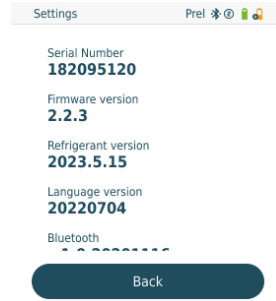 Settings Prel
Serial Number
182095120
Firmware version
2.2.3
Refrigerant version
2023.5.15
Language version
20220704
Bluetooth
Back